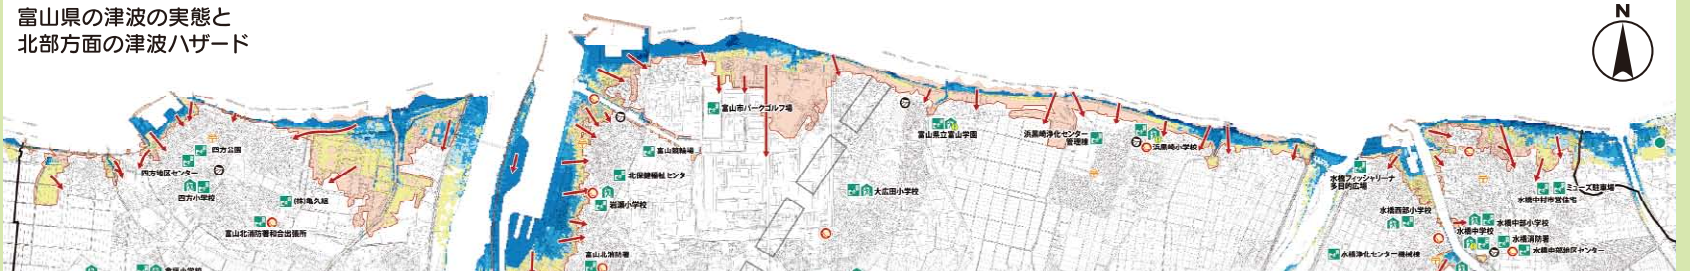 富山県の津波の実態と
北部方面の津波ハザード
N
富山市パークゴルフ場
四方公園
四方地区センター
四方小学校
(株)亀久組
富山北消防署和合出張所
富山競輪場
北保健福祉センタ
岩瀬小学校
富山北消防署
大広田小学校
富山県立富山学園
浜黒崎浄化センター
管理棟
浜黒崎小学校
水橋フィッシャリーナ
多目的広場
ミューズ駐車場
水橋中村市営住宅
水橋西部小学校
水橋中部小学校
水橋中学校
水橋消防署
水橋中部地区センター
水橋浄化センター機械棟